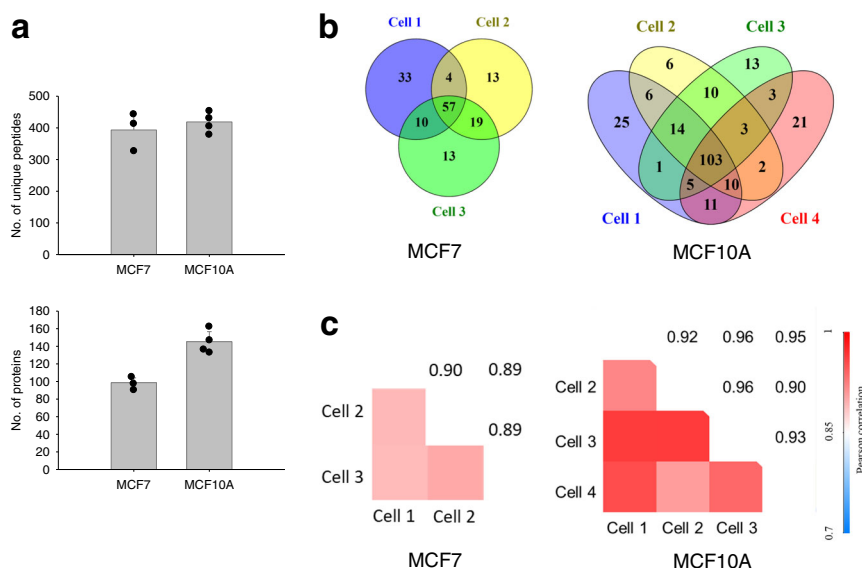 a
500
400
300
200
100
0
No. of unique peptides
MCF7 MCF10A
180
160
140
120
100
80
60
40
20
0
No. of proteins
MCF7 MCF10A
b
Cell 1 Cell 2
33 4 13
57
10 19
13
Cell 3
MCF7
Cell 2 Cell 3
6 13
6 10 3
25 14 3 21
103
1 2
5 10
11
Cell 1 Cell 4
MCF10A
c
0.90 0.89
Cell 2
0.89
Cell 3
Cell 1 Cell 2
MCF7
0.92 0.96 0.95
Cell 2 0.96 0.90
Cell 3 0.93
Cell 4
Cell 1 Cell 2 Cell 3
MCF10A
1
0.85
0.7
Pearson correlation